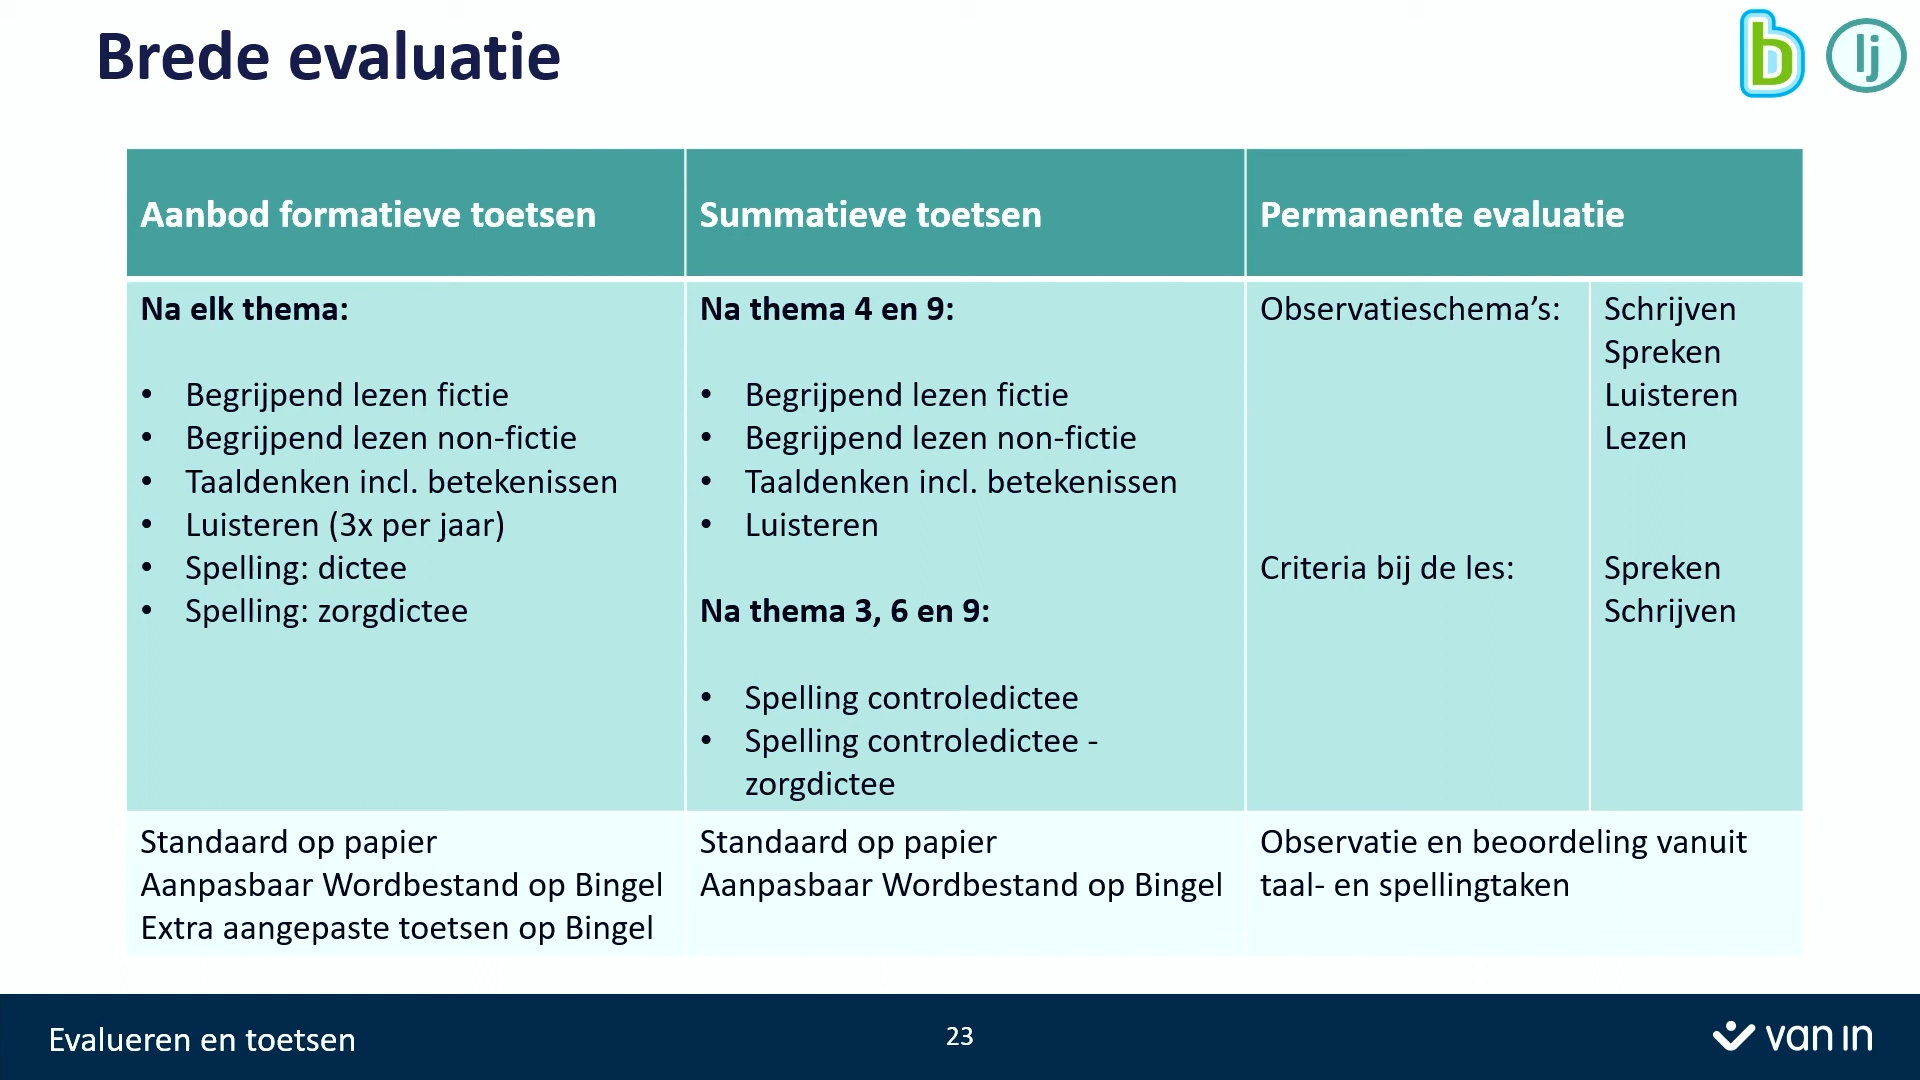 Brede evaluatie
b
lj
Aanbod formatieve toetsen
Summatieve toetsen
Permanente evaluatie
Na elk thema:
• Begrijpend lezen fictie
• Begrijpend lezen non-fictie
• Taaldenken incl. betekenissen
• Luisteren (3x per jaar)
• Spelling: dictee
• Spelling: zorgdictee
Na thema 4 en 9:
• Begrijpend lezen fictie
• Begrijpend lezen non-fictie
• Taaldenken incl. betekenissen
• Luisteren
Na thema 3, 6 en 9:
• Spelling controledictee
• Spelling controledictee -
zorgdictee
Observatieschema’s:
Schrijven
Spreken
Luisteren
Lezen
Criteria bij de les:
Spreken
Schrijven
Standaard op papier
Aanpasbaar Wordbestand op Bingel
Extra aangepaste toetsen op Bingel
Standaard op papier
Aanpasbaar Wordbestand op Bingel
Observatie en beoordeling vanuit
taal- en spellingtaken
Evalueren en toetsen
23
van in